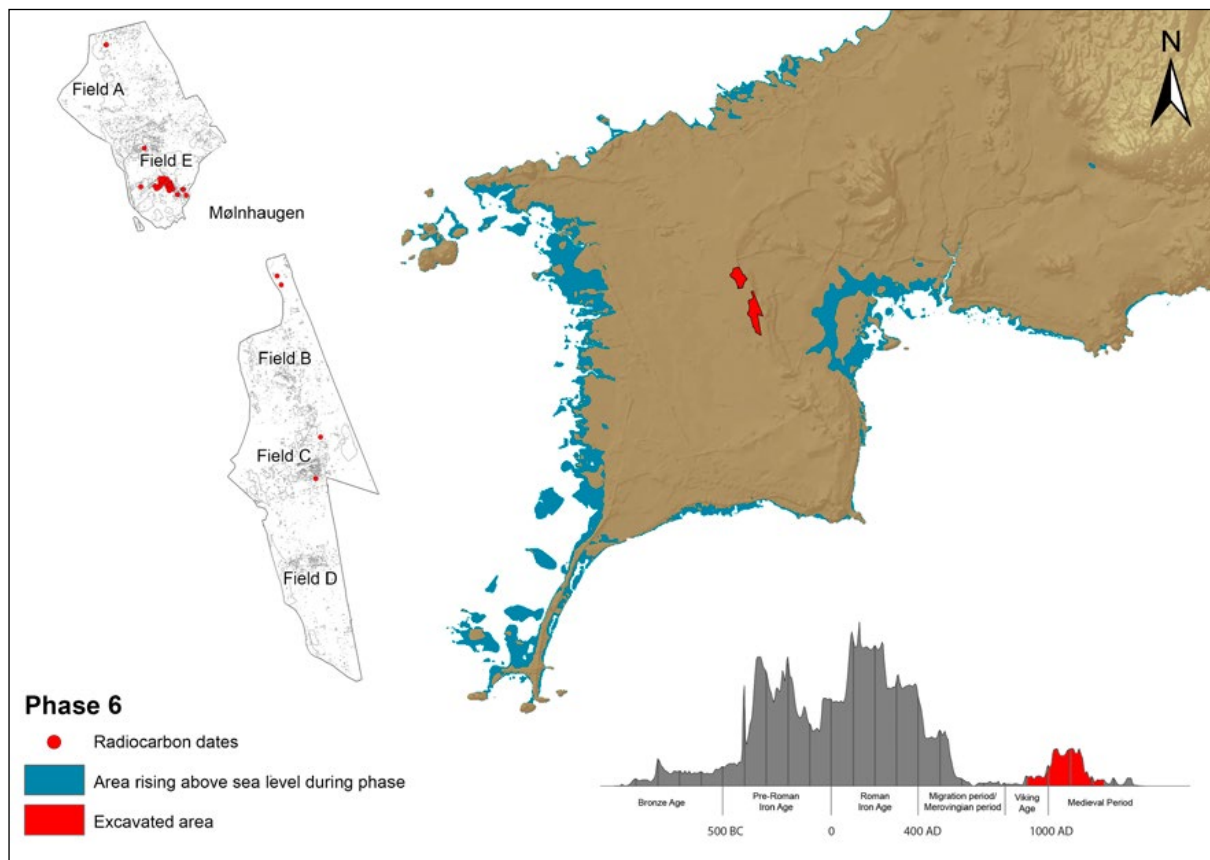 Field A
Field E
Mølnhaugen
Field B
Field C
Field D
N
Phase 6
Radiocarbon dates
Area rising above sea level during phase
Excavated area
Bronze Age
Pre-Roman
Iron Age
Roman
Iron Age
Migration period/
Merovingian period
Viking
Age
Medieval Period
500 BC
0
400 AD
1000 AD